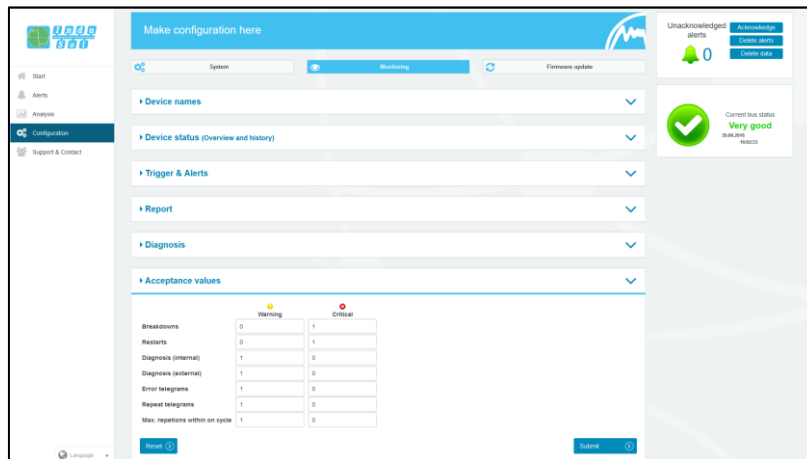 Indu
Sol
Make configuration here
Unacknowledged
alerts
0
Acknowledge
Delete alerts
Delete data
System
Monitoring
Firmware update
Start
Alerts
Analysis
Configuration
Support & Contact
Device names
Device status (Overview and history)
Trigger & Alerts
Report
Diagnosis
Acceptance values
Current bus status
Very good
Warning
Critical
Breakdowns 0 1
Restarts 0 1
Diagnosis (internal) 1 0
Diagnosis (external) 1 0
Error telegrams 1 0
Repeat telegrams 1 0
Max. repetions within on cycle 1 0
Reset
Submit
Language